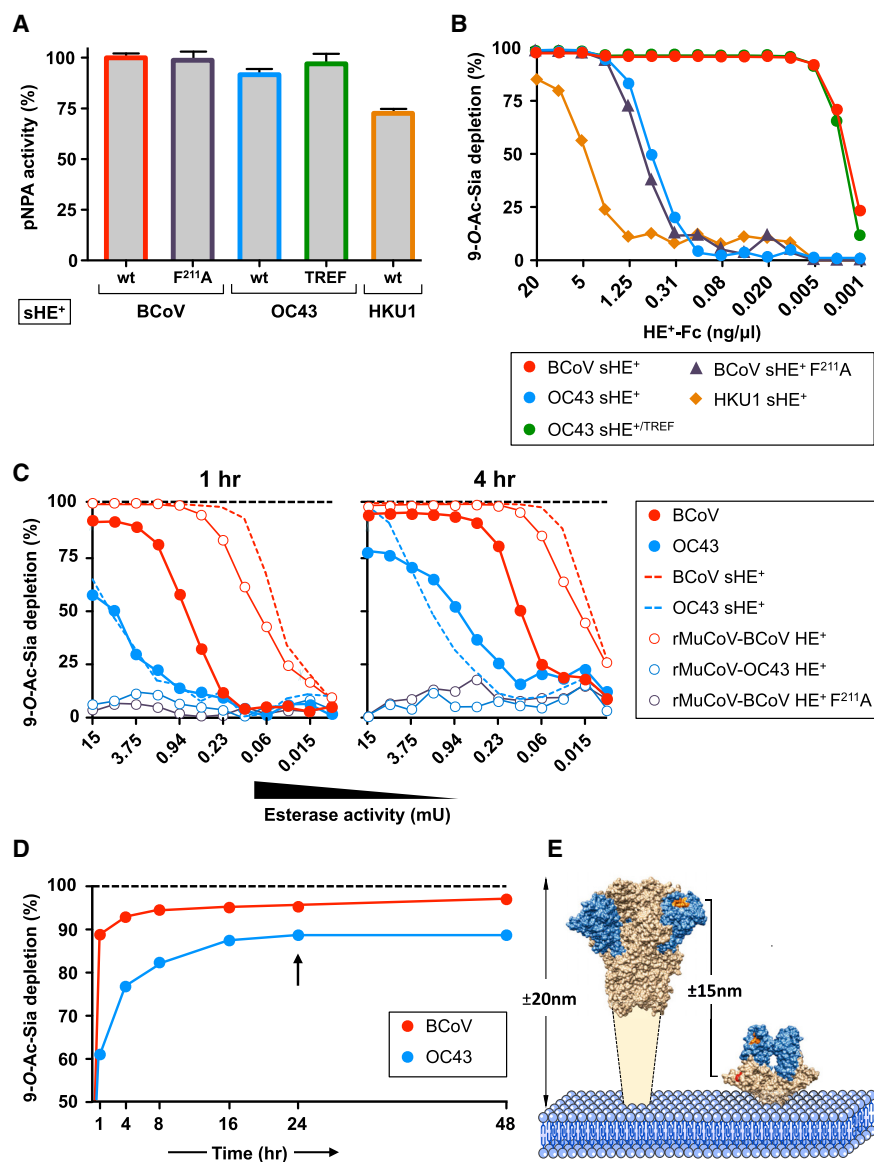 A
pNPA activity (%)
100
75
50
25
0
wt F²¹¹A wt TREF wt
sHE⁺ BCoV OC43 HKU1
B
9-O-Ac-Sia depletion (%)
100
75
50
25
0
20 5 1.25 0.31 0.08 0.020 0.005 0.001
HE⁺-Fc (ng/µl)
BCoV sHE⁺
OC43 sHE⁺
OC43 sHE⁺/TREF
BCoV sHE⁺ F²¹¹A
HKU1 sHE⁺
C
1 hr
4 hr
9-O-Ac-Sia depletion (%)
100
75
50
25
0
15 3.75 0.94 0.23 0.06 0.015
15 3.75 0.94 0.23 0.06 0.015
Esterase activity (mU)
BCoV
OC43
BCoV sHE⁺
OC43 sHE⁺
rMuCoV-BCoV HE⁺
rMuCoV-OC43 HE⁺
rMuCoV-BCoV HE⁺ F²¹¹A
D
9-O-Ac-Sia depletion (%)
100
90
80
70
60
50
1 4 8 16 24 48
Time (hr)
BCoV
OC43
E
±20nm
±15nm